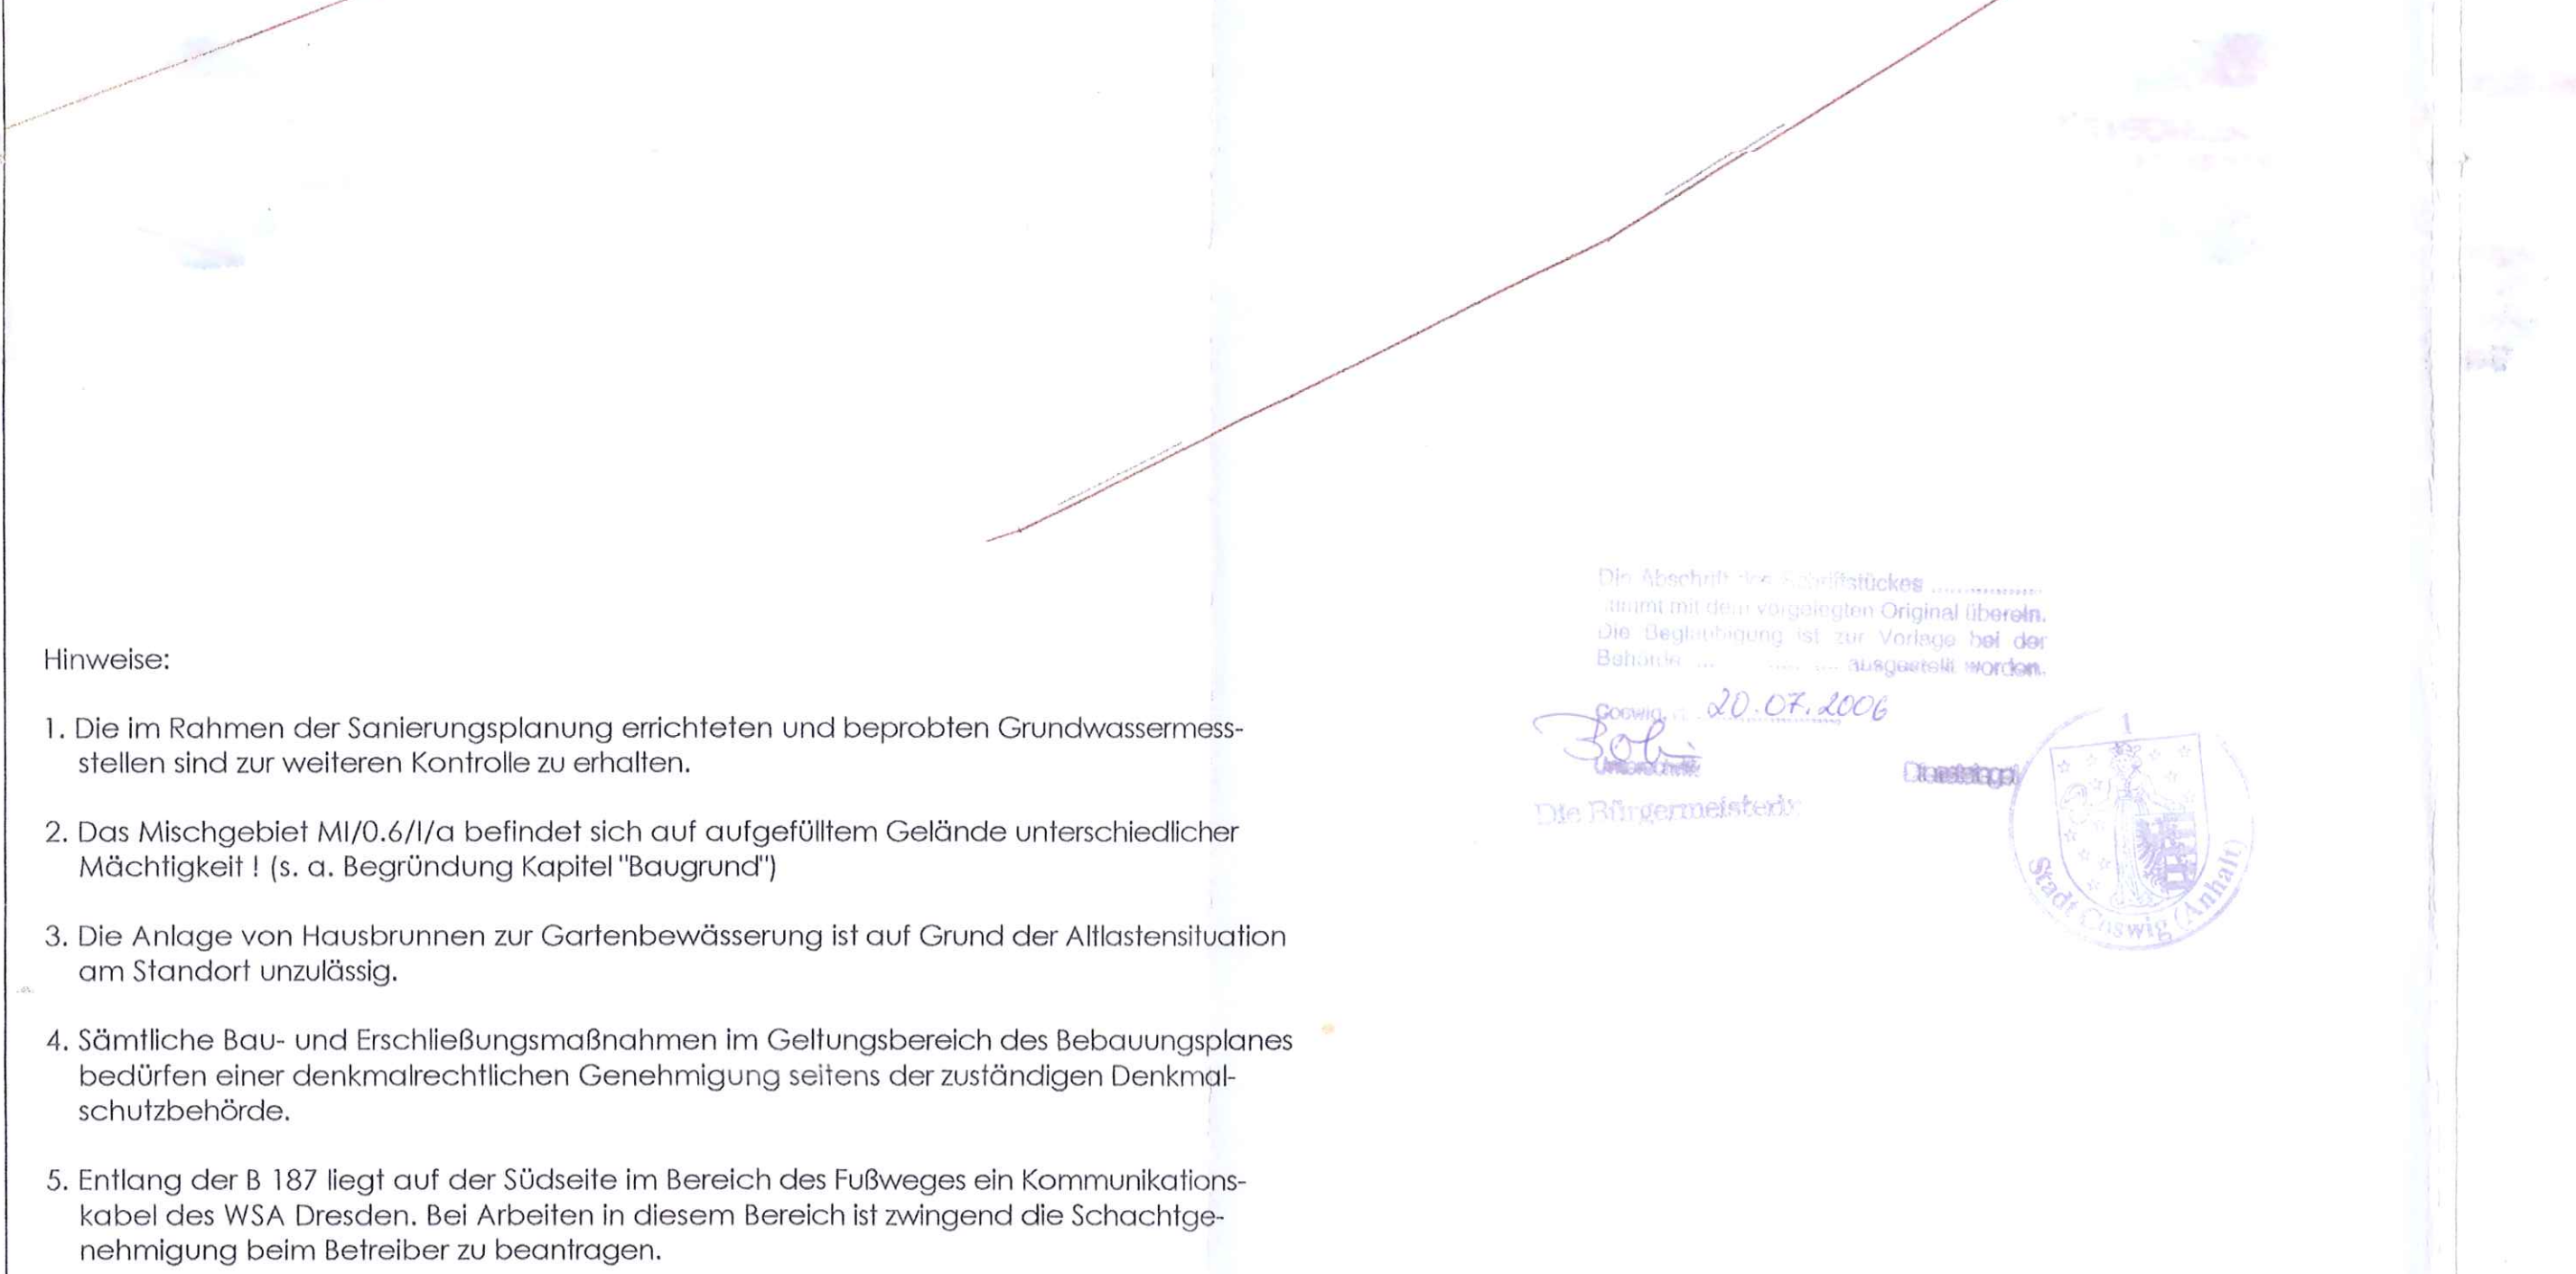 Hinweise:
1. Die im Rahmen der Sanierungsplanung errichteten und beprobten Grundwassermess-
stellen sind zur weiteren Kontrolle zu erhalten.
2. Das Mischgebiet MI/0.6/I/a befindet sich auf aufgefülltem Gelände unterschiedlicher
Mächtigkeit ! (s. a. Begründung Kapitel "Baugrund")
3. Die Anlage von Hausbrunnen zur Gartenbewässerung ist auf Grund der Altlastensituation
am Standort unzulässig.
4. Sämtliche Bau- und Erschließungsmaßnahmen im Geltungsbereich des Bebauungsplanes
bedürfen einer denkmalrechtlichen Genehmigung seitens der zuständigen Denkmal-
schutzbehörde.
5. Entlang der B 187 liegt auf der Südseite im Bereich des Fußweges ein Kommunikations-
kabel des WSA Dresden. Bei Arbeiten in diesem Bereich ist zwingend die Schachtge-
nehmigung beim Betreiber zu beantragen.
Die Abschrift des Schriftstückes ................
stimmt mit dem vorgelegten Original überein.
Die Beglaubigung ist zur Vorlage bei der
Behörde ... ... ausgestellt worden.
Coswig, 20.07.2006
Unterschrift
Dienstsiegel
Die Bürgermeisterin
1
Stadt Coswig (Anhalt)